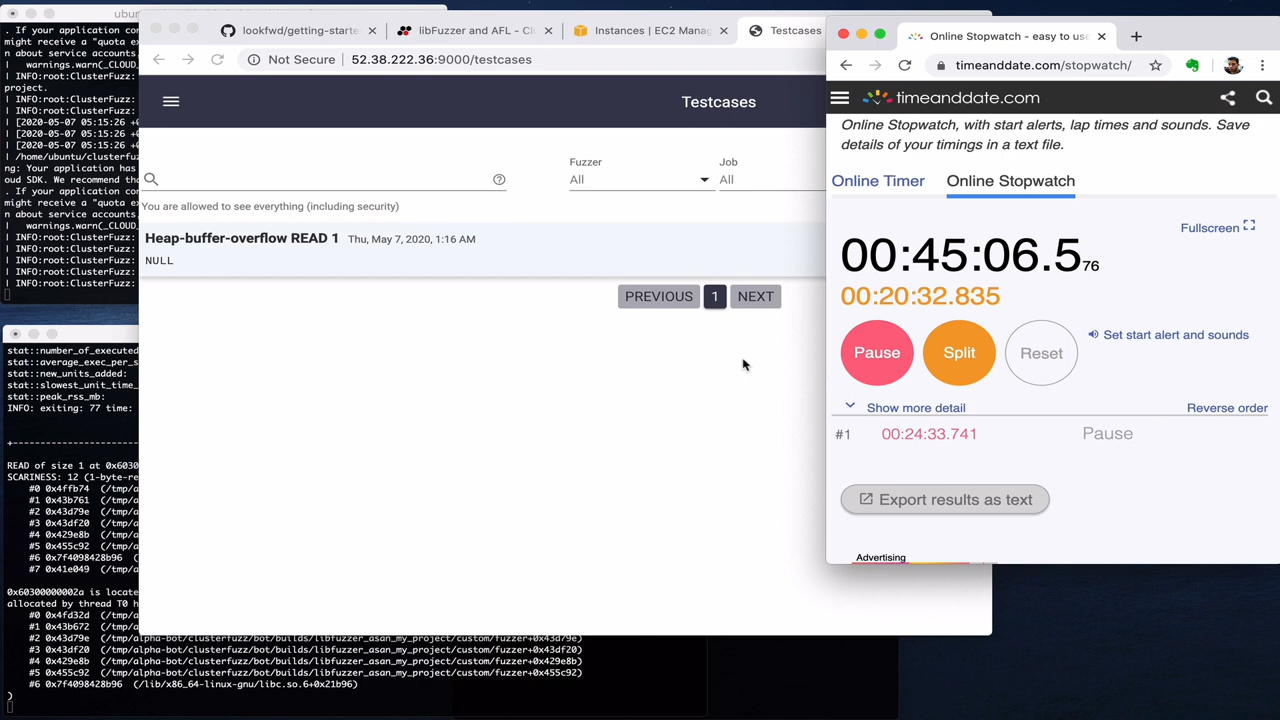 ubun
. If your application con
might receive a "quota e
n about service accounts,
warnings.warn(_CLOUD_
| INFO:root:ClusterFuzz:
project.
| INFO:root:ClusterFuzz:
| INFO:root:ClusterFuzz:
| [2020-05-07 05:15:26 +0
| [2020-05-07 05:15:26 +0
| [2020-05-07 05:15:26 +0
| /home/ubuntu/clusterfuz
ng: Your application has
oud SDK. We recommend tha
. If your application con
might receive a "quota ex
n about service accounts,
| warnings.warn(_CLOUD_
| INFO:root:ClusterFuzz:
| INFO:root:ClusterFuzz:
| INFO:root:ClusterFuzz:
| INFO:root:ClusterFuzz:
| INFO:root:ClusterFuzz:
stat::number_of_executed
stat::average_exec_per_s
stat::new_units_added:
stat::slowest_unit_time_
stat::peak_rss_mb:
INFO: exiting: 77 time:
+----------------------
READ of size 1 at 0x6030
SCARINESS: 12 (1-byte-re
#0 0x4ffb74 (/tmp/a
#1 0x43b761 (/tmp/a
#2 0x43d79e (/tmp/a
#3 0x43df20 (/tmp/a
#4 0x429e8b (/tmp/a
#5 0x455c92 (/tmp/a
#6 0x7f4098428b96 (/
#7 0x41e049 (/tmp/a
0x60300000002a is locate
allocated by thread T0 h
#0 0x4fd32d (/tmp/a
#1 0x43b672 (/tmp/a
#2 0x43d79e (/tmp/alpha-bot/clusterfuzz/bot/builds/libfuzzer_asan_my_project/custom/fuzzer+0x43d79e)
#3 0x43df20 (/tmp/alpha-bot/clusterfuzz/bot/builds/libfuzzer_asan_my_project/custom/fuzzer+0x43df20)
#4 0x429e8b (/tmp/alpha-bot/clusterfuzz/bot/builds/libfuzzer_asan_my_project/custom/fuzzer+0x429e8b)
#5 0x455c92 (/tmp/alpha-bot/clusterfuzz/bot/builds/libfuzzer_asan_my_project/custom/fuzzer+0x455c92)
#6 0x7f4098428b96 (/lib/x86_64-linux-gnu/libc.so.6+0x21b96)
)
lookfwd/getting-starte
libFuzzer and AFL - Cl
Instances | EC2 Manag
Testcases
Not Secure 52.38.222.36:9000/testcases
Testcases
Fuzzer
All
Job
All
You are allowed to see everything (including security)
Heap-buffer-overflow READ 1 Thu, May 7, 2020, 1:16 AM
NULL
PREVIOUS 1 NEXT
Online Stopwatch - easy to use
timeanddate.com/stopwatch/
timeanddate.com
Online Stopwatch, with start alerts, lap times and sounds. Save
details of your timings in a text file.
Online Timer Online Stopwatch
Fullscreen
00:45:06.576
00:20:32.835
Pause Split Reset
Set start alert and sounds
Show more detail Reverse order
#1 00:24:33.741 Pause
Export results as text
Advertising